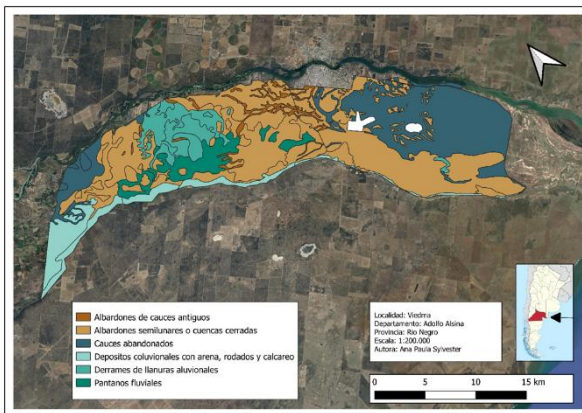 Albardones de cauces antiguos
Albardones semilunares o cuencas cerradas
Cauces abandonados
Depositos coluvionales con arena, rodados y calcareo
Derrames de llanuras aluvionales
Pantanos fluviales
Localidad: Viedma
Departamento: Adolfo Alsina
Provincia: Rio Negro
Escala: 1:200.000
Autora: Ana Paula Sylvester
0 5 10 15 km